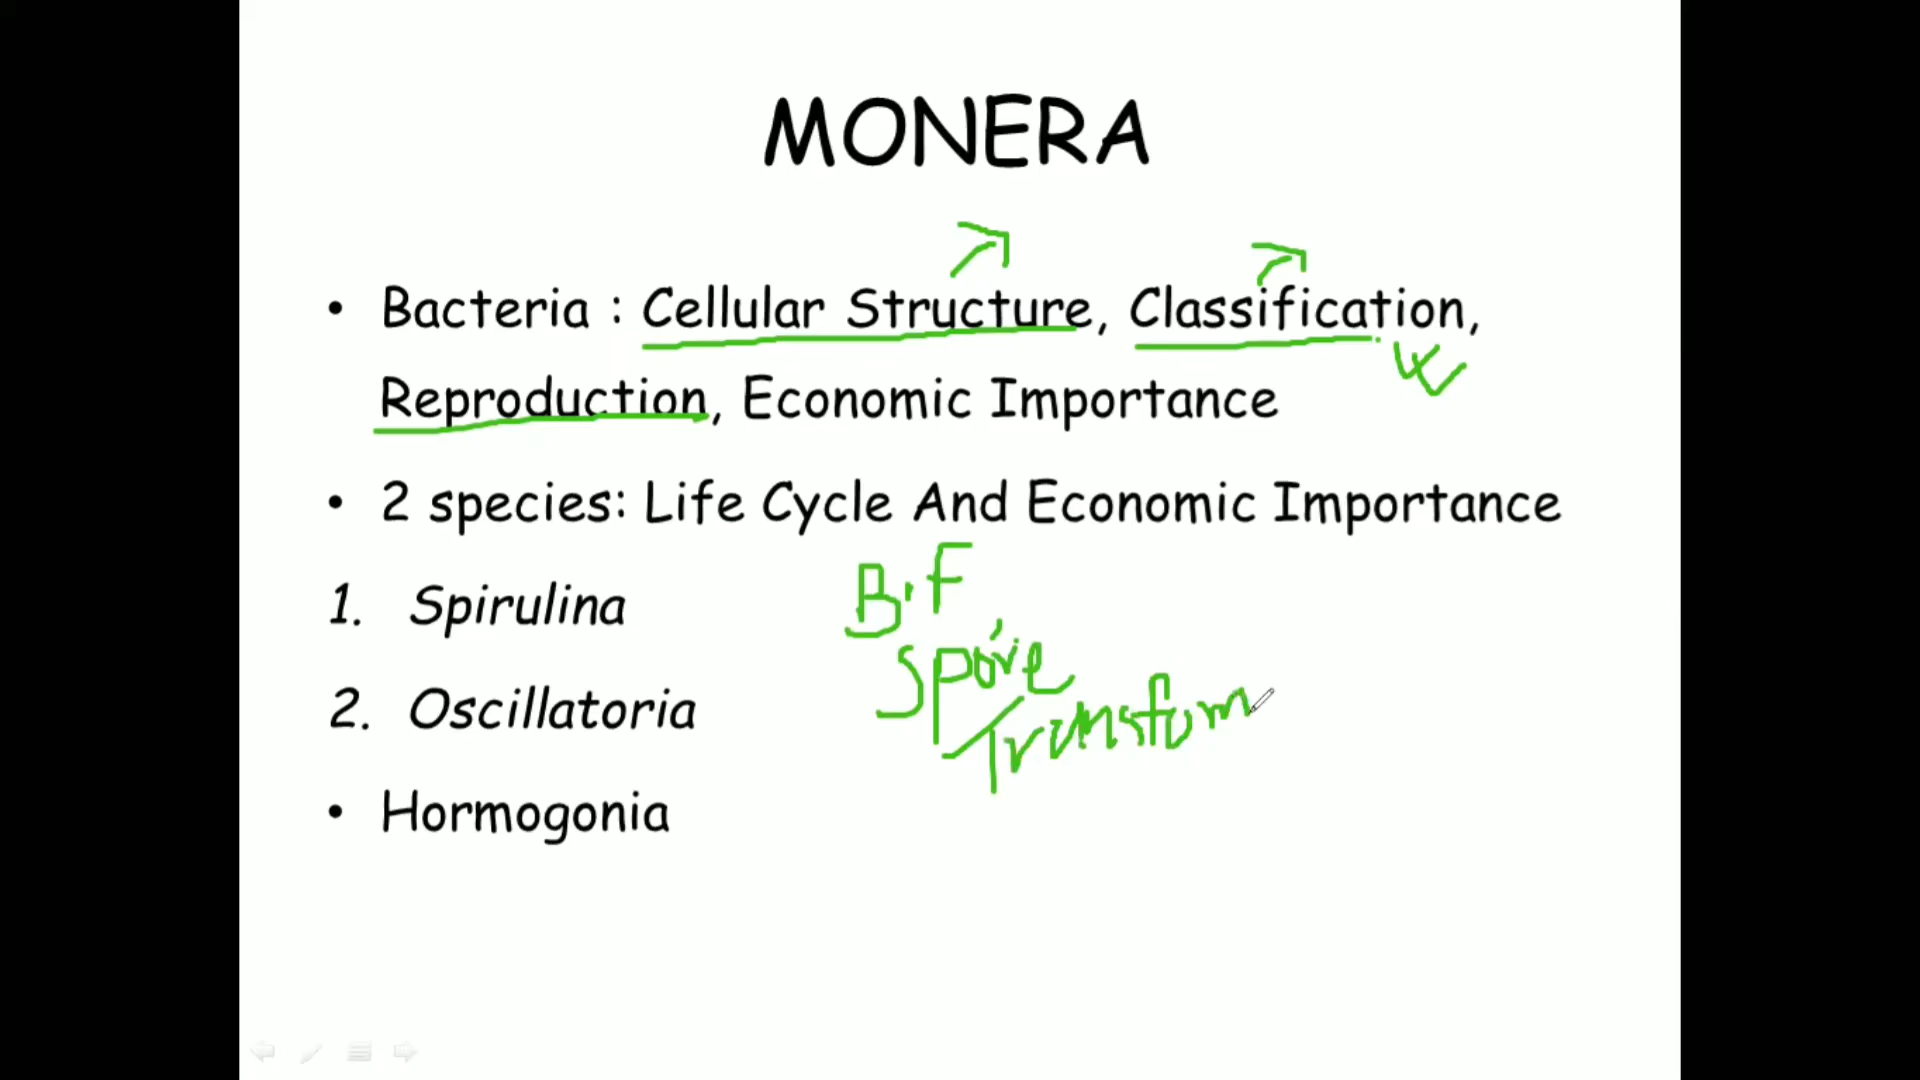 MONERA
• Bacteria : Cellular Structure, Classification,
Reproduction, Economic Importance
• 2 species: Life Cycle And Economic Importance
1. Spirulina
2. Oscillatoria
• Hormogonia
B.F
Spore
Transform